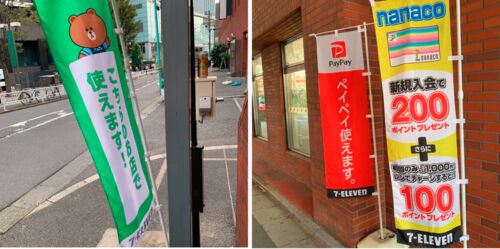 こちらのお店で
使えます!
7-ELEVEn
PayPay
ペイペイ使えます。
7-ELEVEn
nanaco
nanaco
新規入会で
200
ポイントプレゼント
さらに
+
100
ポイントプレゼント
7-ELEVEn